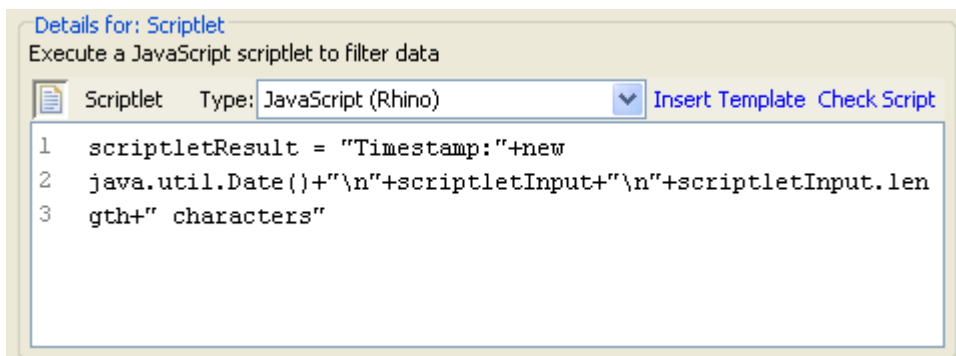 Details for: Scriptlet
Execute a JavaScript scriptlet to filter data
Scriptlet Type: JavaScript (Rhino) Insert Template Check Script
1 scriptletResult = "Timestamp:"+new
2 java.util.Date()+"\n"+scriptletInput+"\n"+scriptletInput.len
3 gth+" characters"